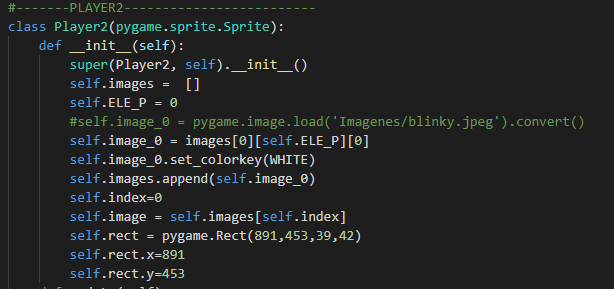 #-------PLAYER2-------------------------
class Player2(pygame.sprite.Sprite):
    def __init__(self):
        super(Player2, self).__init__()
        self.images =  []
        self.ELE_P = 0
        #self.image_0 = pygame.image.load('Imagenes/blinky.jpeg').convert()
        self.image_0 = images[0][self.ELE_P][0]
        self.image_0.set_colorkey(WHITE)
        self.images.append(self.image_0)
        self.index=0
        self.image = self.images[self.index]
        self.rect = pygame.Rect(891,453,39,42)
        self.rect.x=891
        self.rect.y=453